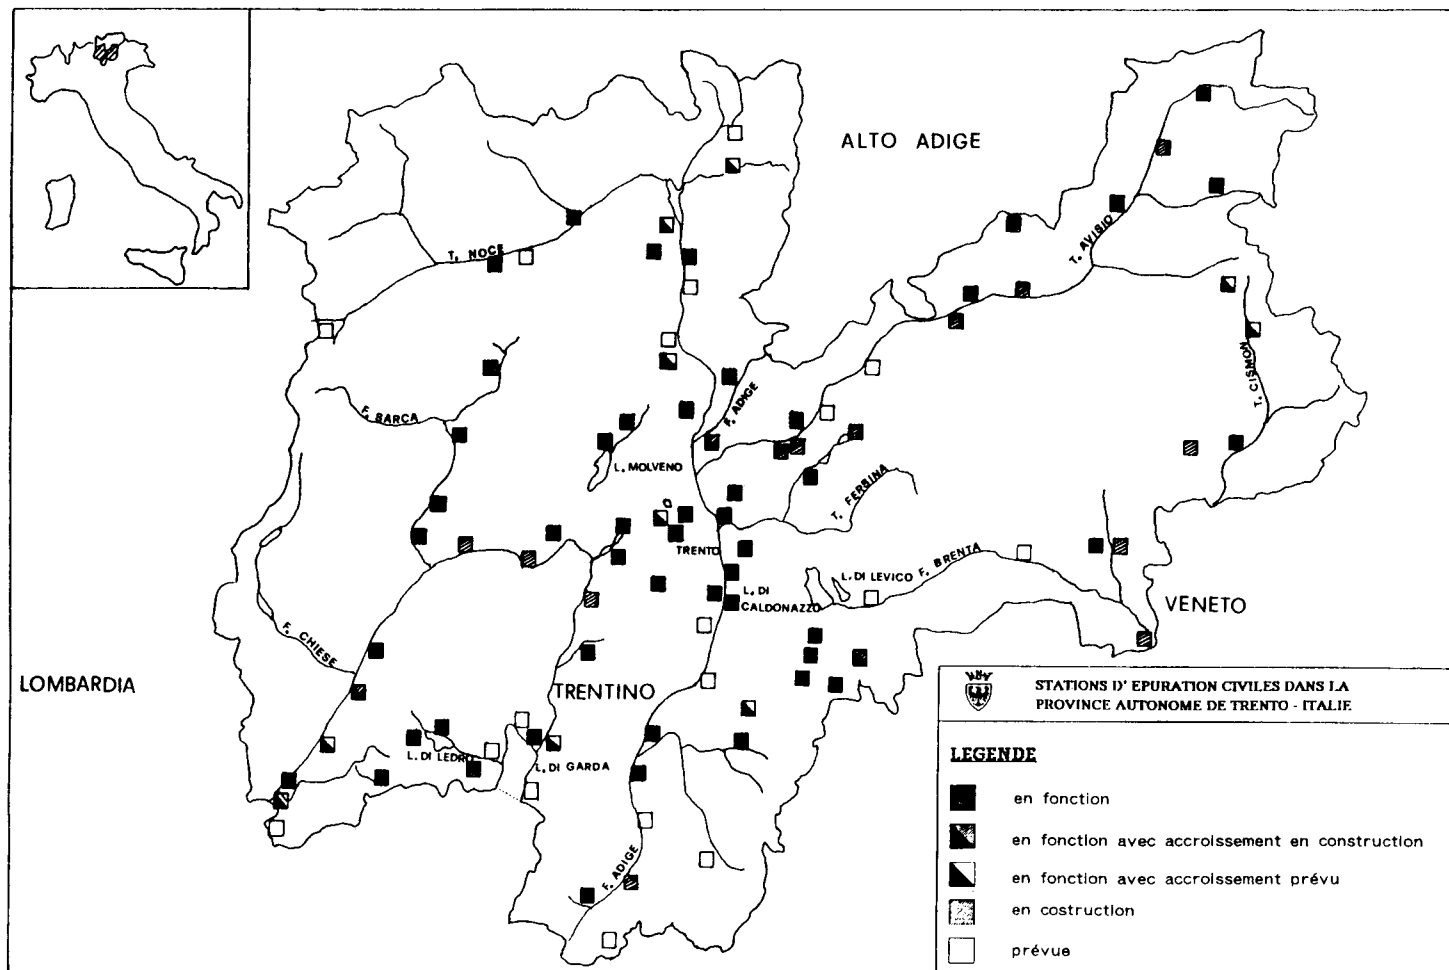 ALTO ADIGE
T. AVISIO
T. NOCE
T. CISMON
F. ADIGE
F. SARCA
L. MOLVENO
T. FERSINA
TRENTO
L. DI LEVICO
F. BRENTA
L. DI
CALDONAZZO
VENETO
F. CHIESE
LOMBARDIA
TRENTINO
L. DI LEDRO
L. DI GARDA
F. ADIGE
STATIONS D' EPURATION CIVILES DANS LA
PROVINCE AUTONOME DE TRENTO - ITALIE
LEGENDE
en fonction
en fonction avec accroissement en construction
en fonction avec accroissement prévu
en costruction
prévue